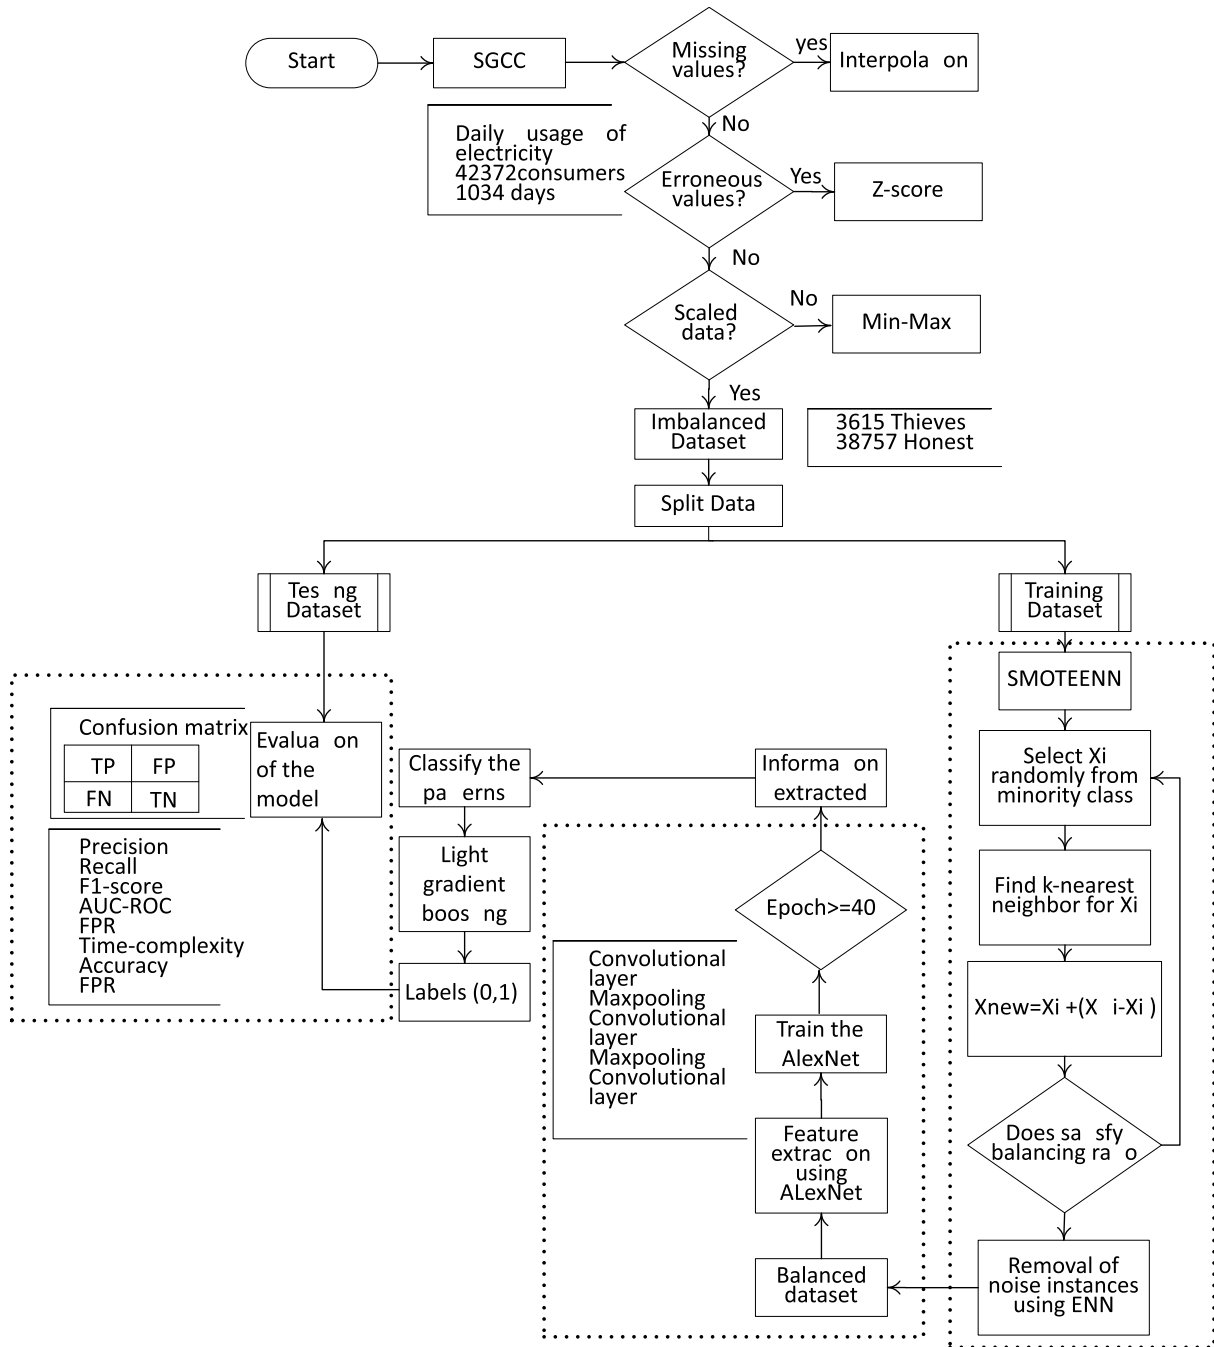 Start
SGCC
Missing
values?
yes
Interpola on
No
Daily usage of
electricity
42372consumers
1034 days
Erroneous
values?
Yes
Z-score
No
Scaled
data?
No
Min-Max
Yes
Imbalanced
Dataset
3615 Thieves
38757 Honest
Split Data
Tes ng
Dataset
Training
Dataset
SMOTEENN
Select Xi
randomly from
minority class
Find k-nearest
neighbor for Xi
Xnew=Xi +(X i-Xi )
Does sa sfy
balancing ra o
Removal of
noise instances
using ENN
Balanced
dataset
Feature
extrac on
using
ALexNet
Train the
AlexNet
Convolutional
layer
Maxpooling
Convolutional
layer
Maxpooling
Convolutional
layer
Epoch>=40
Informa on
extracted
Classify the
pa erns
Light
gradient
boos ng
Labels (0,1)
Evalua on
of the
model
Confusion matrix
TP FP
FN TN
Precision
Recall
F1-score
AUC-ROC
FPR
Time-complexity
Accuracy
FPR